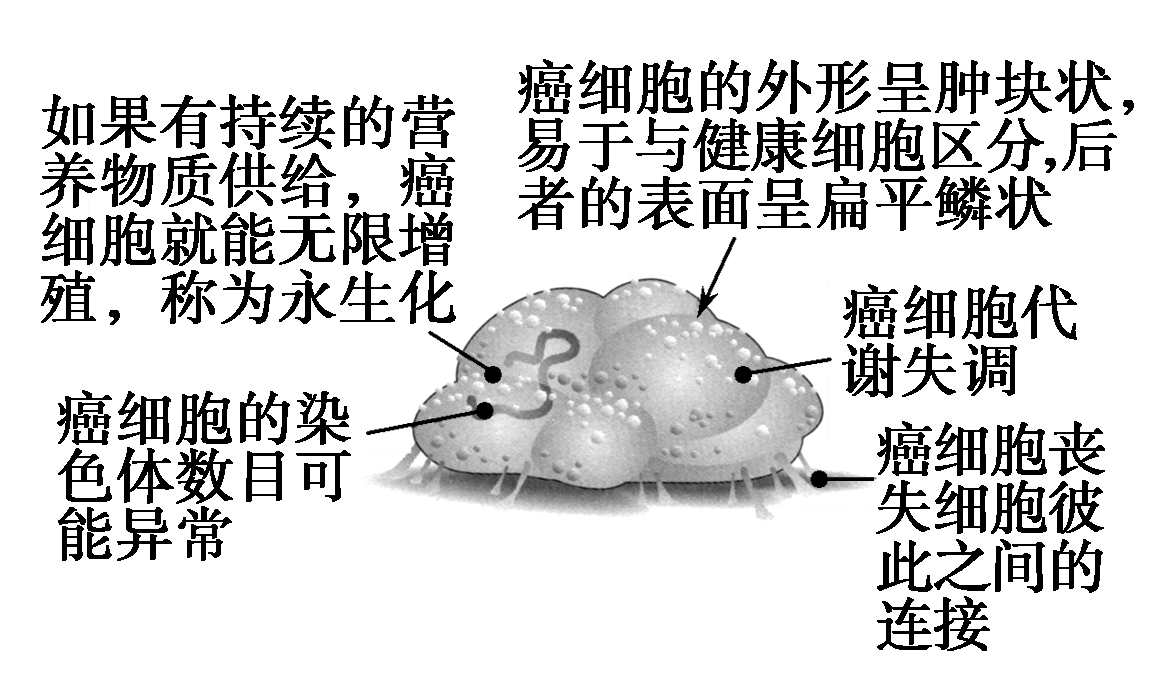 如果有持续的营
养物质供给，癌
细胞就能无限增
殖，称为永生化
癌细胞的外形呈肿块状，
易于与健康细胞区分,后
者的表面呈扁平鳞状
癌细胞代
谢失调
癌细胞的染
色体数目可
能异常
癌细胞丧
失细胞彼
此之间的
连接